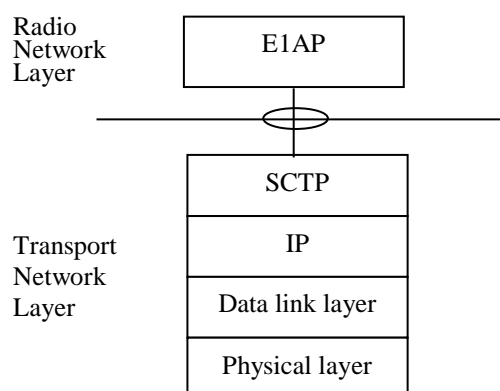 Radio
Network
Layer
E1AP
SCTP
Transport
Network
Layer
IP
Data link layer
Physical layer